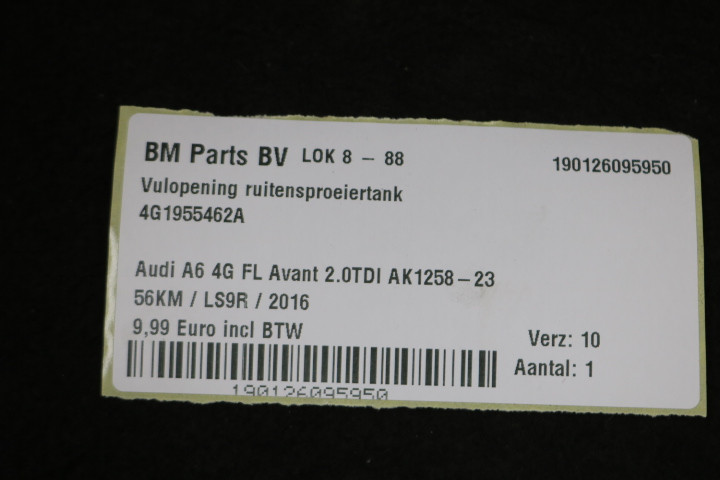 BM Parts BV LOK 8 – 88 190126095950
Vulopening ruitensproeiertank
4G1955462A
Audi A6 4G FL Avant 2.0TDI AK1258–23
56KM / LS9R / 2016
9,99 Euro incl BTW Verz: 10
Aantal: 1
190126095950